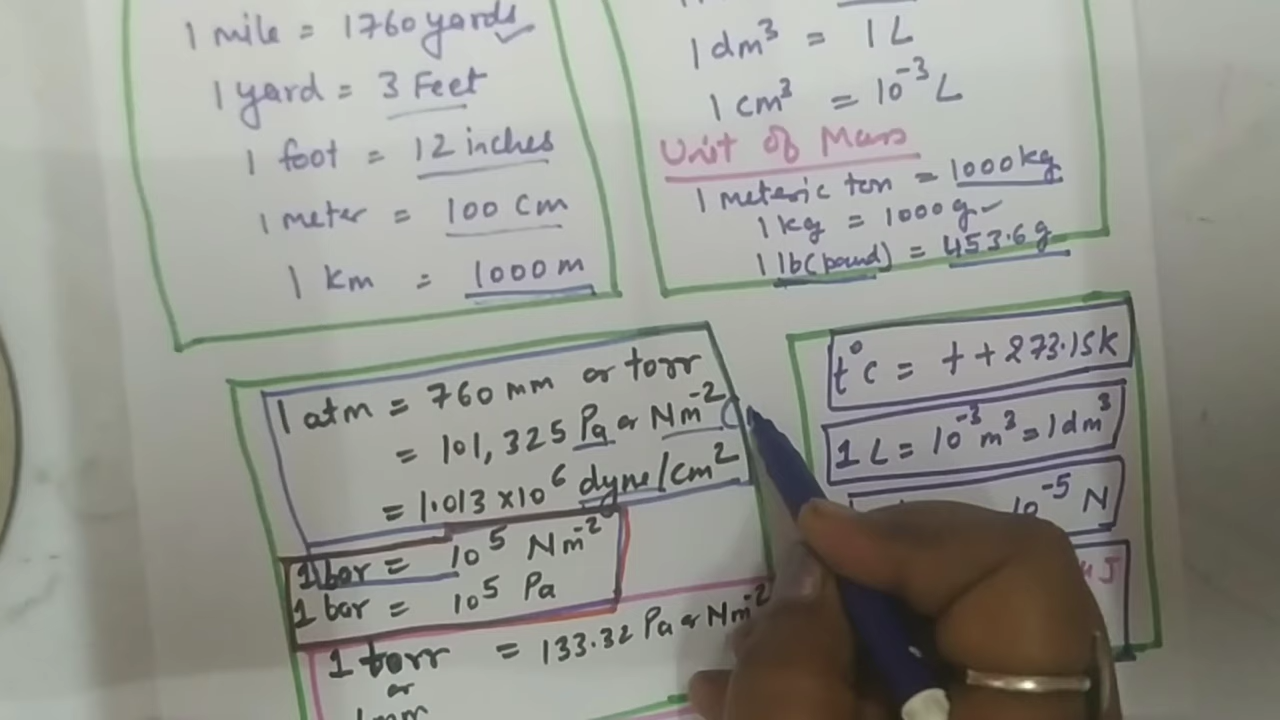 1 mile = 1760 yards
1 yard = 3 Feet
1 foot = 12 inches
1 meter = 100 cm
1 km = 1000 m
1 dm³ = 1 L
1 cm³ = 10⁻³ L
Unit of Mass
1 meteric ton = 1000 kg
1 kg = 1000 g
1 lb (pound) = 453.6 g
1 atm = 760 mm or torr
= 101,325 Pa or Nm⁻²
= 1.013 × 10⁶ dyne/cm²
1 bar = 10⁵ Nm⁻²
1 bar = 10⁵ Pa
1 torr = 133.32 Pa or Nm⁻²
or
1 mm
t°C = t + 273.15 K
1 L = 10⁻³ m³ = 1 dm³
10⁻⁵ N
J